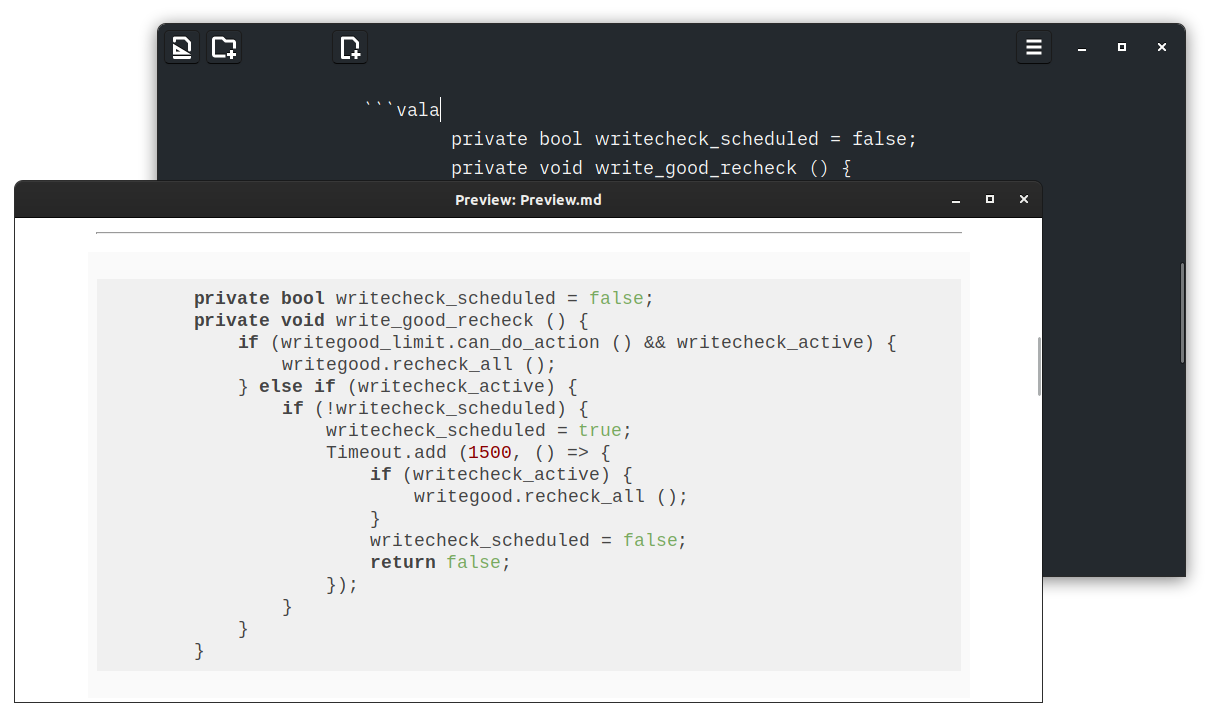 ```vala
private bool writecheck_scheduled = false;
private void write_good_recheck () {
Preview: Preview.md
private bool writecheck_scheduled = false;
private void write_good_recheck () {
    if (writegood_limit.can_do_action () && writecheck_active) {
        writegood.recheck_all ();
    } else if (writecheck_active) {
        if (!writecheck_scheduled) {
            writecheck_scheduled = true;
            Timeout.add (1500, () => {
                if (writecheck_active) {
                    writegood.recheck_all ();
                }
                writecheck_scheduled = false;
                return false;
            });
        }
    }
}